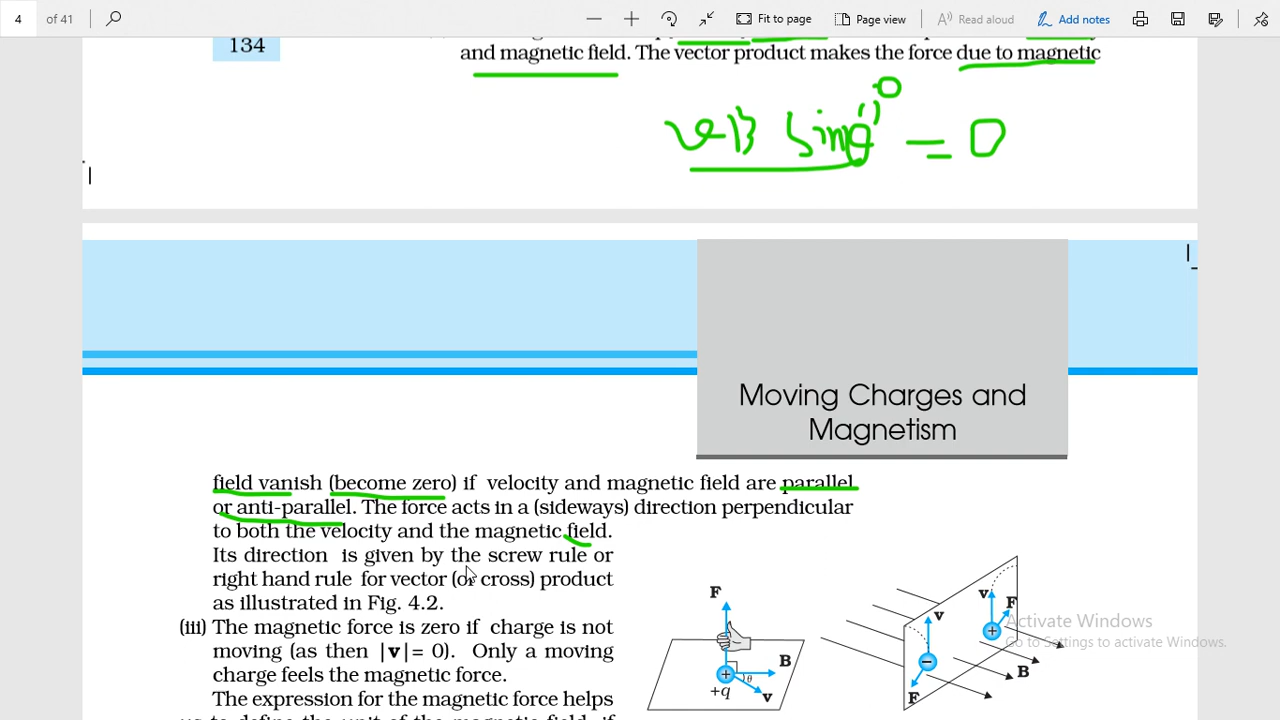 4 of 41
Fit to page
Page view
Read aloud
Add notes
134
and magnetic field. The vector product makes the force due to magnetic
sinθ = 0
Moving Charges and
Magnetism
field vanish (become zero) if velocity and magnetic field are parallel
or anti-parallel. The force acts in a (sideways) direction perpendicular
to both the velocity and the magnetic field.
Its direction is given by the screw rule or
right hand rule for vector (or cross) product
as illustrated in Fig. 4.2.
(iii) The magnetic force is zero if charge is not
moving (as then |v|= 0). Only a moving
charge feels the magnetic force.
The expression for the magnetic force helps
F
B
θ
+q
v
v
v
F
+
−
F
B
Activate Windows
Go to Settings to activate Windows.